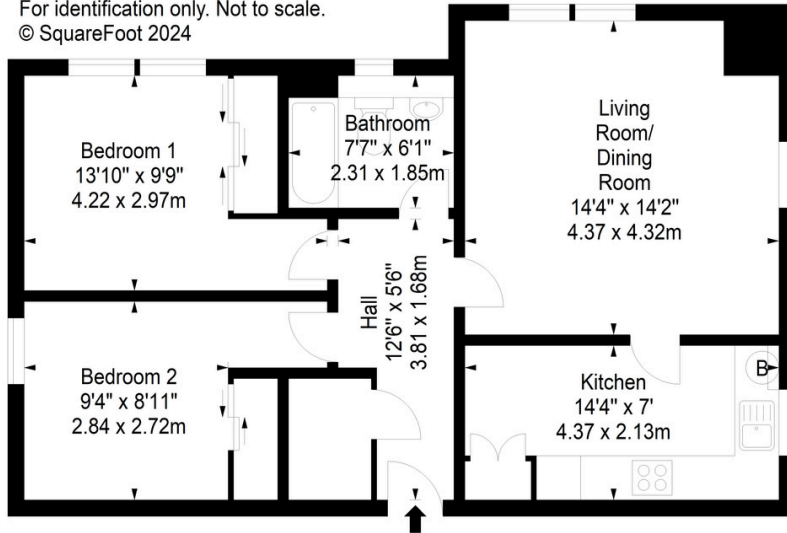 For identification only. Not to scale.
© SquareFoot 2024
Bedroom 1
13'10" x 9'9"
4.22 x 2.97m
Bathroom
7'7" x 6'1"
2.31 x 1.85m
Living
Room/
Dining
Room
14'4" x 14'2"
4.37 x 4.32m
Hall
12'6" x 5'6"
3.81 x 1.68m
Bedroom 2
9'4" x 8'11"
2.84 x 2.72m
Kitchen
14'4" x 7'
4.37 x 2.13m
B